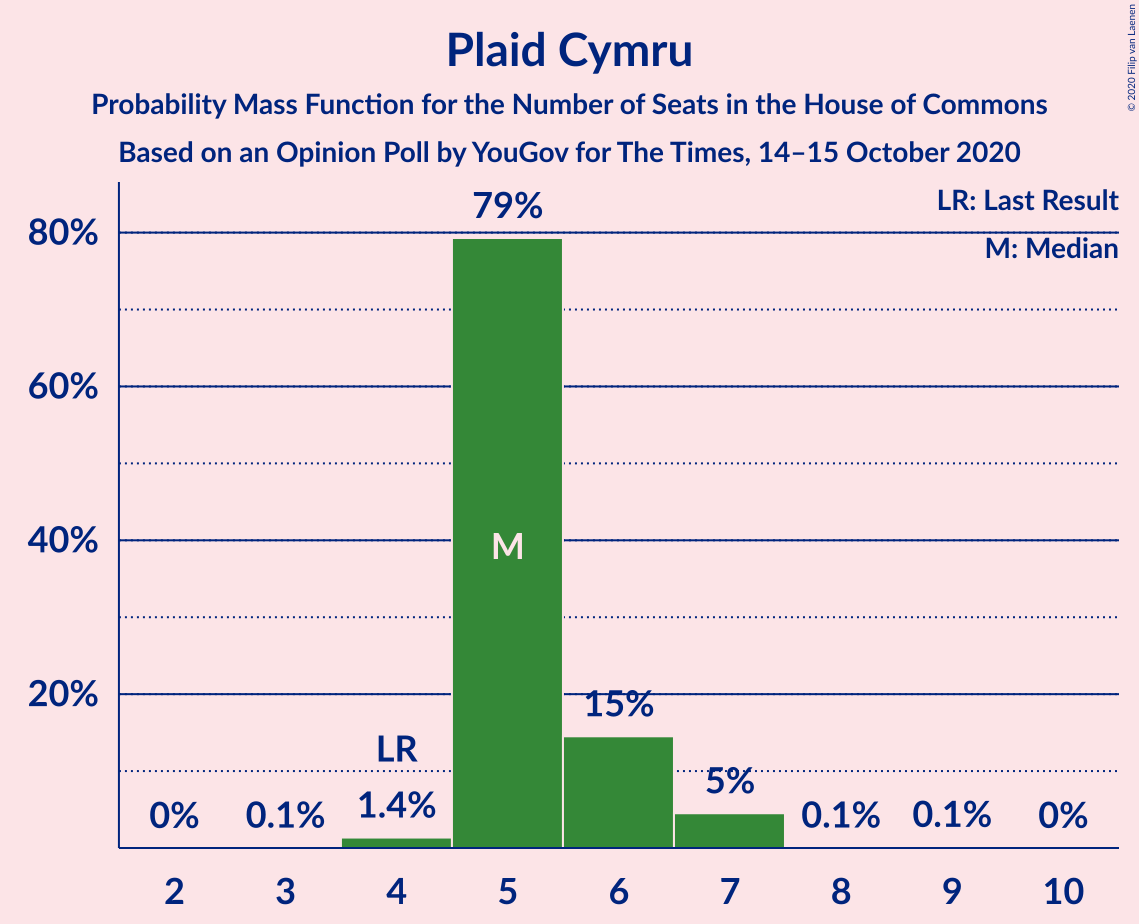 Plaid Cymru
Probability Mass Function for the Number of Seats in the House of Commons
Based on an Opinion Poll by YouGov for The Times, 14–15 October 2020
© 2020 Filip van Laenen
LR: Last Result
M: Median
80%
60%
40%
20%
0%
0.1%
LR
1.4%
79%
M
15%
5%
0.1%
0.1%
0%
2 3 4 5 6 7 8 9 10